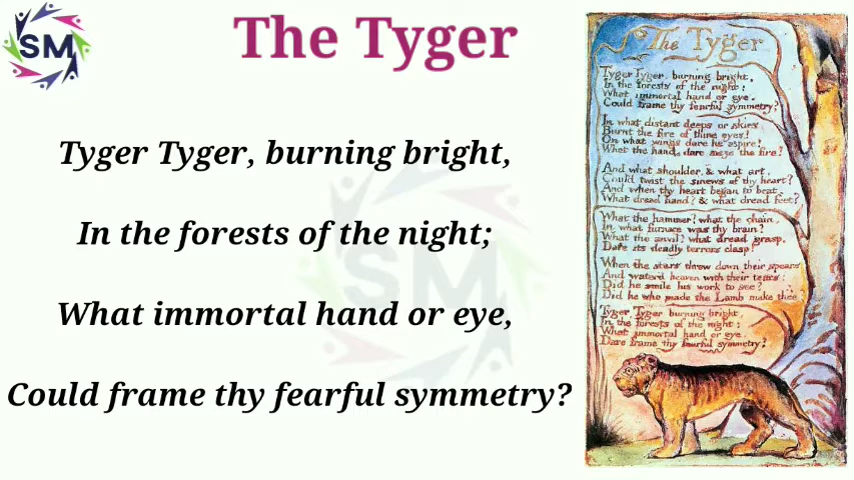 SM
The Tyger
Tyger Tyger, burning bright,
In the forests of the night;
What immortal hand or eye,
Could frame thy fearful symmetry?
SM
The Tyger
Tyger Tyger, burning bright,
In the forests of the night:
What immortal hand or eye,
Could frame thy fearful symmetry?
In what distant deeps or skies
Burnt the fire of thine eyes!
On what wings dare he aspire!
What the hand, dare sieze the fire?
And what shoulder, & what art,
Could twist the sinews of thy heart?
And when thy heart began to beat,
What dread hand? & what dread feet?
What the hammer? what the chain,
In what furnace was thy brain?
What the anvil? what dread grasp,
Dare its deadly terrors clasp!
When the stars threw down their spears
And water'd heaven with their tears:
Did he smile his work to see?
Did he who made the Lamb make thee?
Tyger Tyger burning bright,
In the forests of the night:
What immortal hand or eye,
Dare frame thy fearful symmetry?